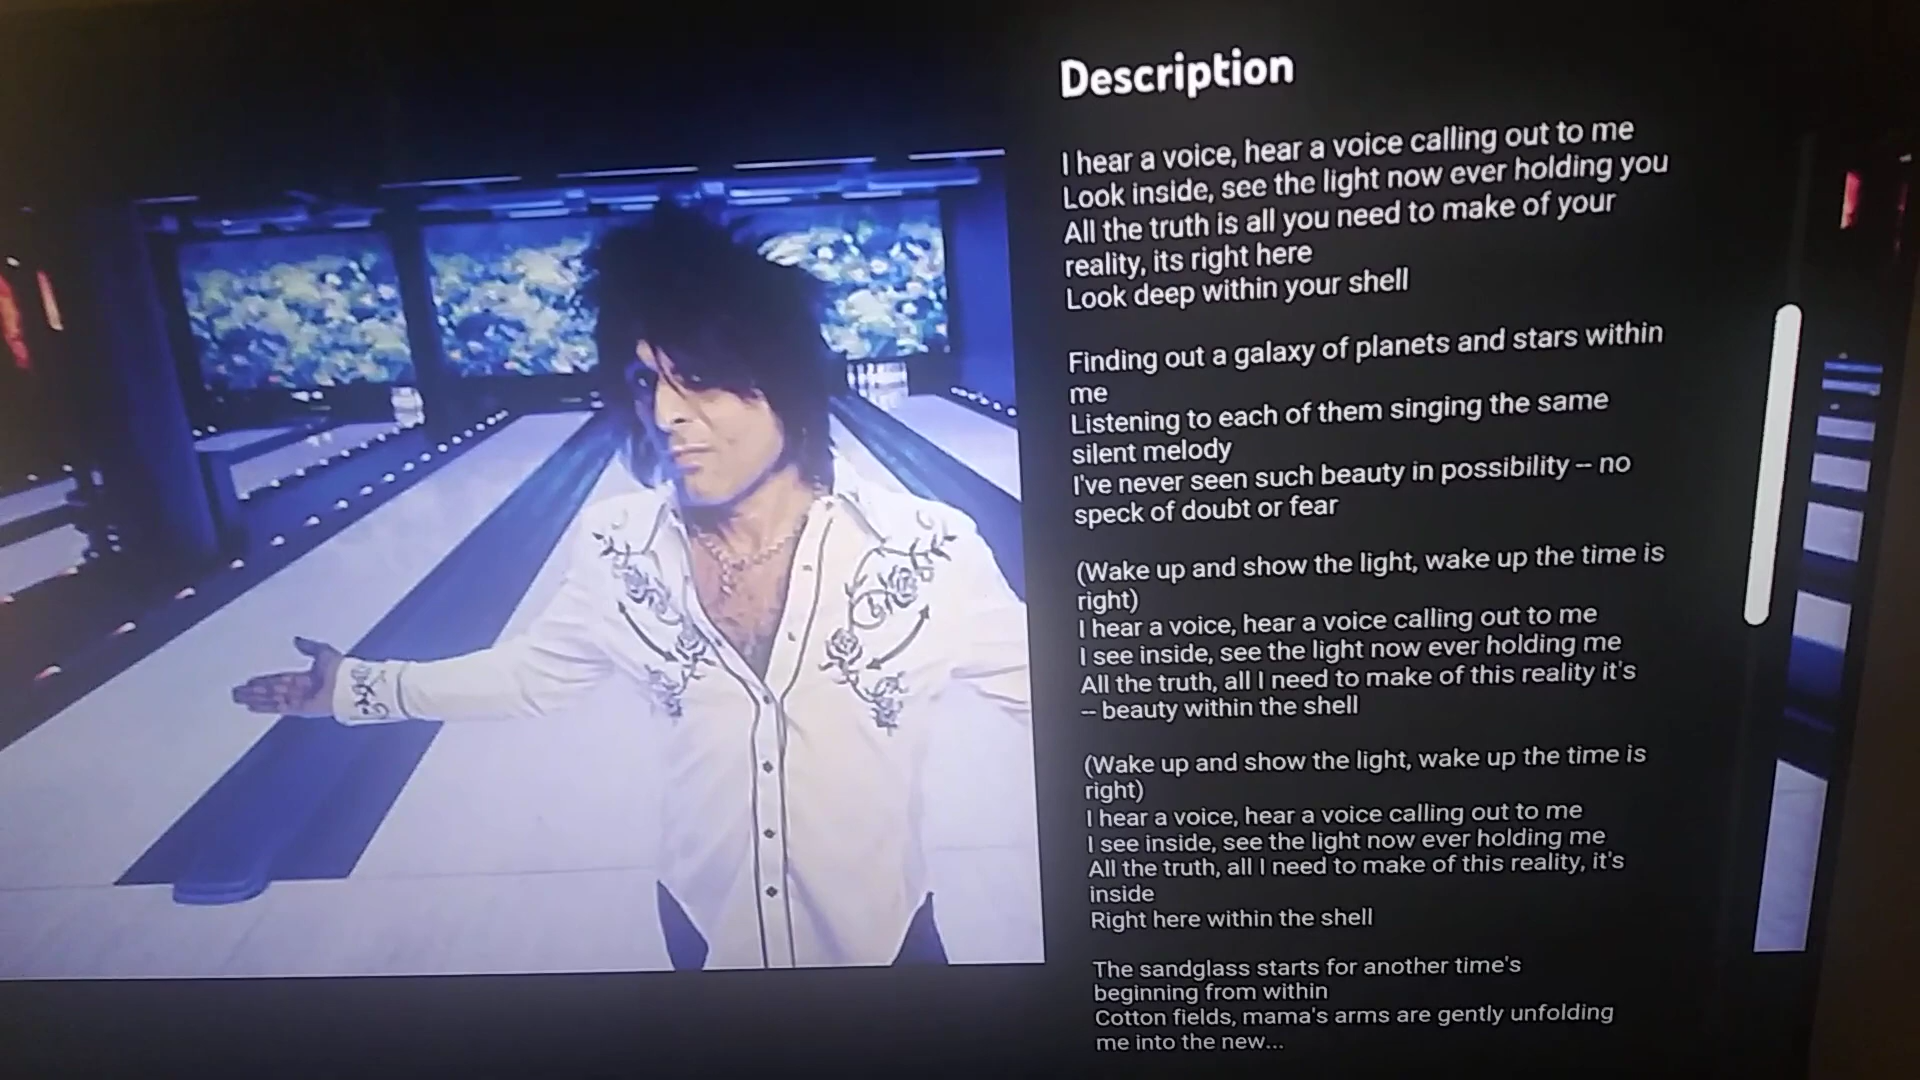 Description
I hear a voice, hear a voice calling out to me
Look inside, see the light now ever holding you
All the truth is all you need to make of your
reality, its right here
Look deep within your shell
Finding out a galaxy of planets and stars within
me
Listening to each of them singing the same
silent melody
I've never seen such beauty in possibility – no
speck of doubt or fear
(Wake up and show the light, wake up the time is
right)
I hear a voice, hear a voice calling out to me
I see inside, see the light now ever holding me
All the truth, all I need to make of this reality it's
– beauty within the shell
(Wake up and show the light, wake up the time is
right)
I hear a voice, hear a voice calling out to me
I see inside, see the light now ever holding me
All the truth, all I need to make of this reality, it's
inside
Right here within the shell
The sandglass starts for another time's
beginning from within
Cotton fields, mama's arms are gently unfolding
me into the new...